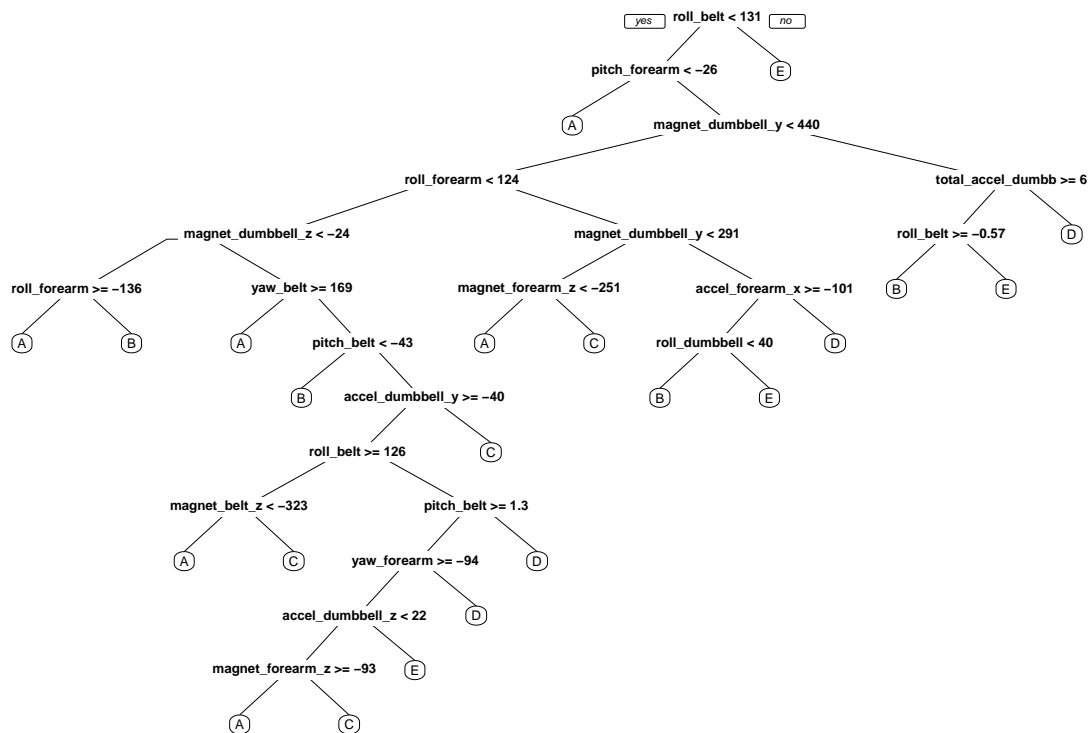 yes roll_belt < 131 no
pitch_forearm < −26 E
A magnet_dumbbell_y < 440
roll_forearm < 124 total_accel_dumbb >= 6
magnet_dumbbell_z < −24 magnet_dumbbell_y < 291 roll_belt >= −0.57 D
roll_forearm >= −136 yaw_belt >= 169 magnet_forearm_z < −251 accel_forearm_x >= −101 B E
A B A pitch_belt < −43 A C roll_dumbbell < 40 D
B accel_dumbbell_y >= −40 B E
roll_belt >= 126 C
magnet_belt_z < −323 pitch_belt >= 1.3
A C yaw_forearm >= −94 D
accel_dumbbell_z < 22 D
magnet_forearm_z >= −93 E
A C